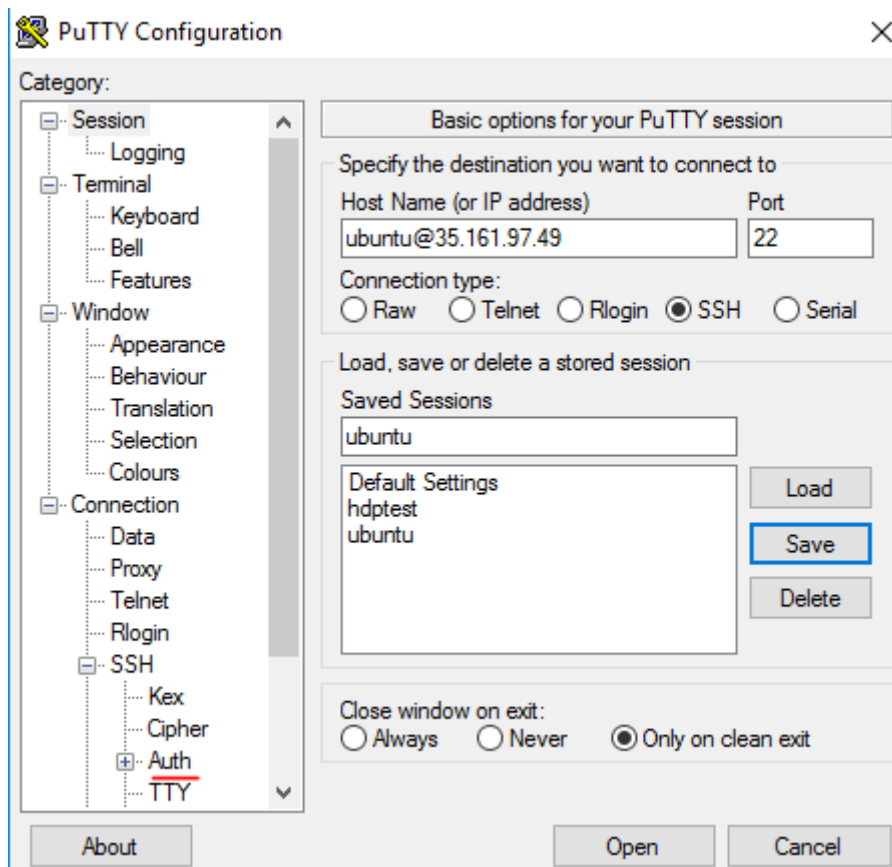 PuTTY Configuration
Category:
Session
Logging
Terminal
Keyboard
Bell
Features
Window
Appearance
Behaviour
Translation
Selection
Colours
Connection
Data
Proxy
Telnet
Rlogin
SSH
Kex
Cipher
Auth
TTY
Basic options for your PuTTY session
Specify the destination you want to connect to
Host Name (or IP address) Port
ubuntu@35.161.97.49 22
Connection type:
Raw Telnet Rlogin SSH Serial
Load, save or delete a stored session
Saved Sessions
ubuntu
Default Settings
hdptest
ubuntu
Load
Save
Delete
Close window on exit:
Always Never Only on clean exit
About Open Cancel